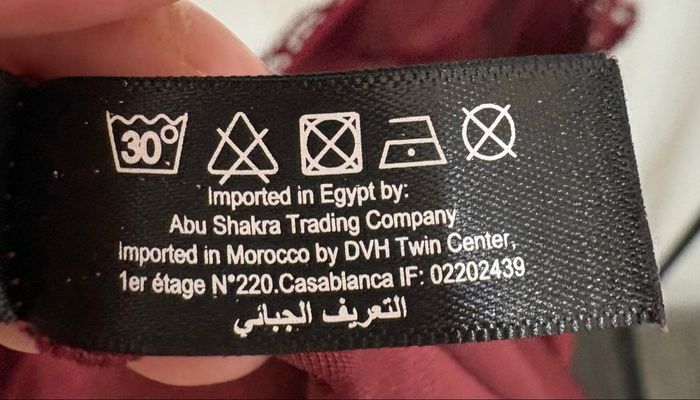 30°
Imported in Egypt by:
Abu Shakra Trading Company
Imported in Morocco by DVH Twin Center,
1er étage N°220.Casablanca IF: 02202439
التعريف الجبائي